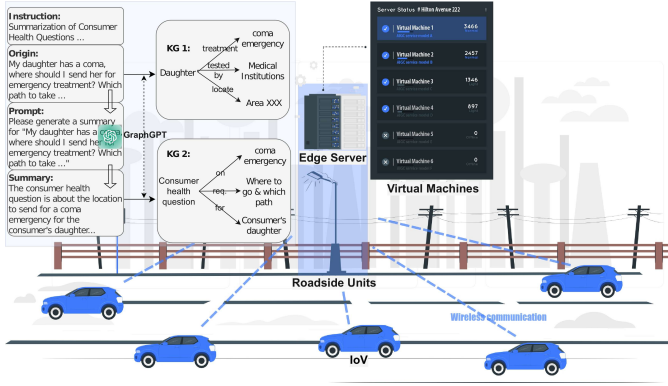 Instruction:
Summarization of Consumer
Health Questions ...
Origin:
My daughter has a coma,
where should I send her for
emergency treatment? Which
path to take ...
Prompt:
Please generate a summary
for "My daughter has a coma,
where should I send her for
emergency treatment? Which
path to take ..."
Summary:
The consumer health
question is about the location
to send for a coma
emergency for the
consumer's daughter...
GraphGPT
KG 1:
Daughter
treatment
tested
by
locate
coma
emergency
Medical
Institutions
Area XXX
KG 2:
Consumer
health
question
on
req.
for
coma
emergency
Where to
go & which
path
Consumer's
daughter
Edge Server
Server Status # Hilton Avenue 222
Virtual Machine 1
3466
Virtual Machine 2
2457
Virtual Machine 3
1346
Virtual Machine 4
897
Virtual Machine 5
0
Virtual Machine 6
0
Virtual Machines
Roadside Units
Wireless communication
IoV